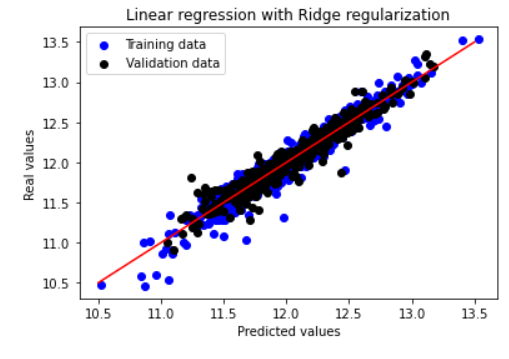 Linear regression with Ridge regularization
Training data
Validation data
Real values
13.5
13.0
12.5
12.0
11.5
11.0
10.5
10.5 11.0 11.5 12.0 12.5 13.0 13.5
Predicted values